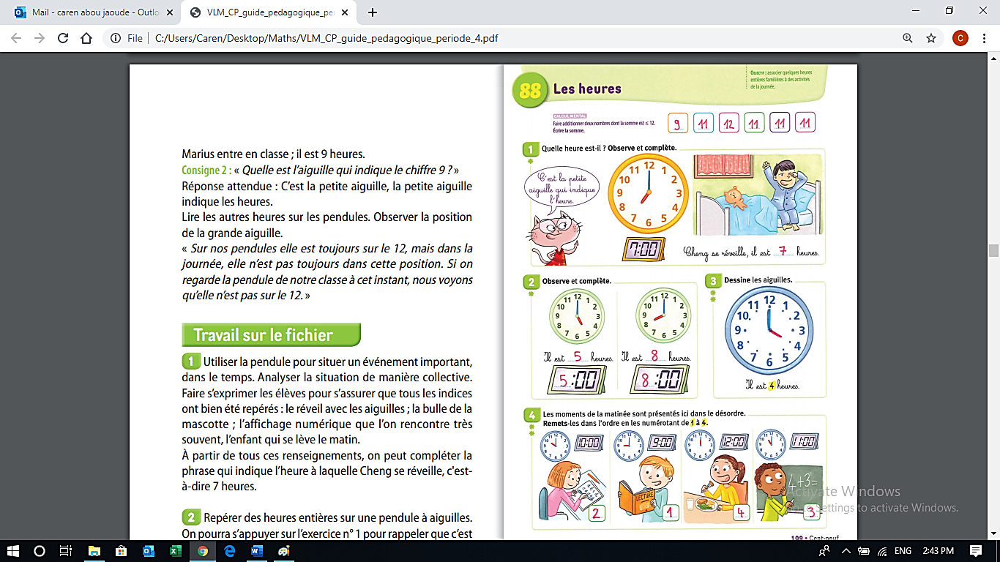 Mail - caren abou jaoude - Outlo
VLM_CP_guide_pedagogique_pe
File
C:/Users/Caren/Desktop/Maths/VLM_CP_guide_pedagogique_periode_4.pdf
C
Marius entre en classe ; il est 9 heures.
Consigne 2 : « Quelle est l'aiguille qui indique le chiffre 9 ? »
Réponse attendue : C'est la petite aiguille, la petite aiguille
indique les heures.
Lire les autres heures sur les pendules. Observer la position
de la grande aiguille.
« Sur nos pendules elle est toujours sur le 12, mais dans la
journée, elle n'est pas toujours dans cette position. Si on
regarde la pendule de notre classe à cet instant, nous voyons
qu'elle n'est pas sur le 12. »
Travail sur le fichier
1 Utiliser la pendule pour situer un événement important,
dans le temps. Analyser la situation de manière collective.
Faire s'exprimer les élèves pour s'assurer que tous les indices
ont bien été repérés : le réveil avec les aiguilles ; la bulle de la
mascotte ; l'affichage numérique que l'on rencontre très
souvent, l'enfant qui se lève le matin.
À partir de tous ces renseignements, on peut compléter la
phrase qui indique l'heure à laquelle Cheng se réveille, c'est-
à-dire 7 heures.
2 Repérer des heures entières sur une pendule à aiguilles.
On pourra s'appuyer sur l'exercice n° 1 pour rappeler que c'est
88 Les heures
OBJECTIF : associer quelques heures
entières familières à des activités
de la journée.
CALCUL MENTAL
Faire additionner deux nombres dont la somme est ≤ 12.
Écrire la somme.
9 11 12 11 11 11
1 Quelle heure est-il ? Observe et complète.
C'est la petite
aiguille qui indique
l'heure.
12 1 2 3 4 5 6 7 8 9 10 11
7:00
Cheng se réveille, il est 7 heures.
2 Observe et complète.
12 1 2 3 4 5 6 7 8 9 10 11
12 1 2 3 4 5 6 7 8 9 10 11
Il est 5 heures. Il est 8 heures.
5:00 8:00
3 Dessine les aiguilles.
12 1 2 3 4 5 6 7 8 9 10 11
Il est 4 heures.
4 Les moments de la matinée sont présentés ici dans le désordre.
Remets-les dans l'ordre en les numérotant de 1 à 4.
10:00 9:00 12:00 11:00
LECTURE
4+3=
2 1 4 3
Activate Windows
Settings to activate Windows.
109 • Cent-neuf
ENG 2:43 PM